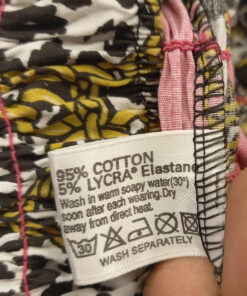 95% COTTON
5% LYCRA® Elastane
Wash in warm soapy water(30°)
soon after each wearing.Dry
away from direct heat.
30
WASH SEPARATELY